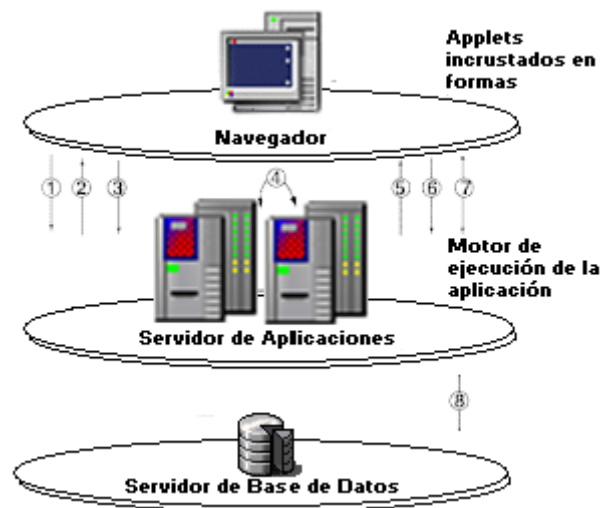 Applets
incrustados en
formas
Navegador
① ② ③ ④ ⑤ ⑥ ⑦
Motor de
ejecución de la
aplicación
Servidor de Aplicaciones
⑧
Servidor de Base de Datos